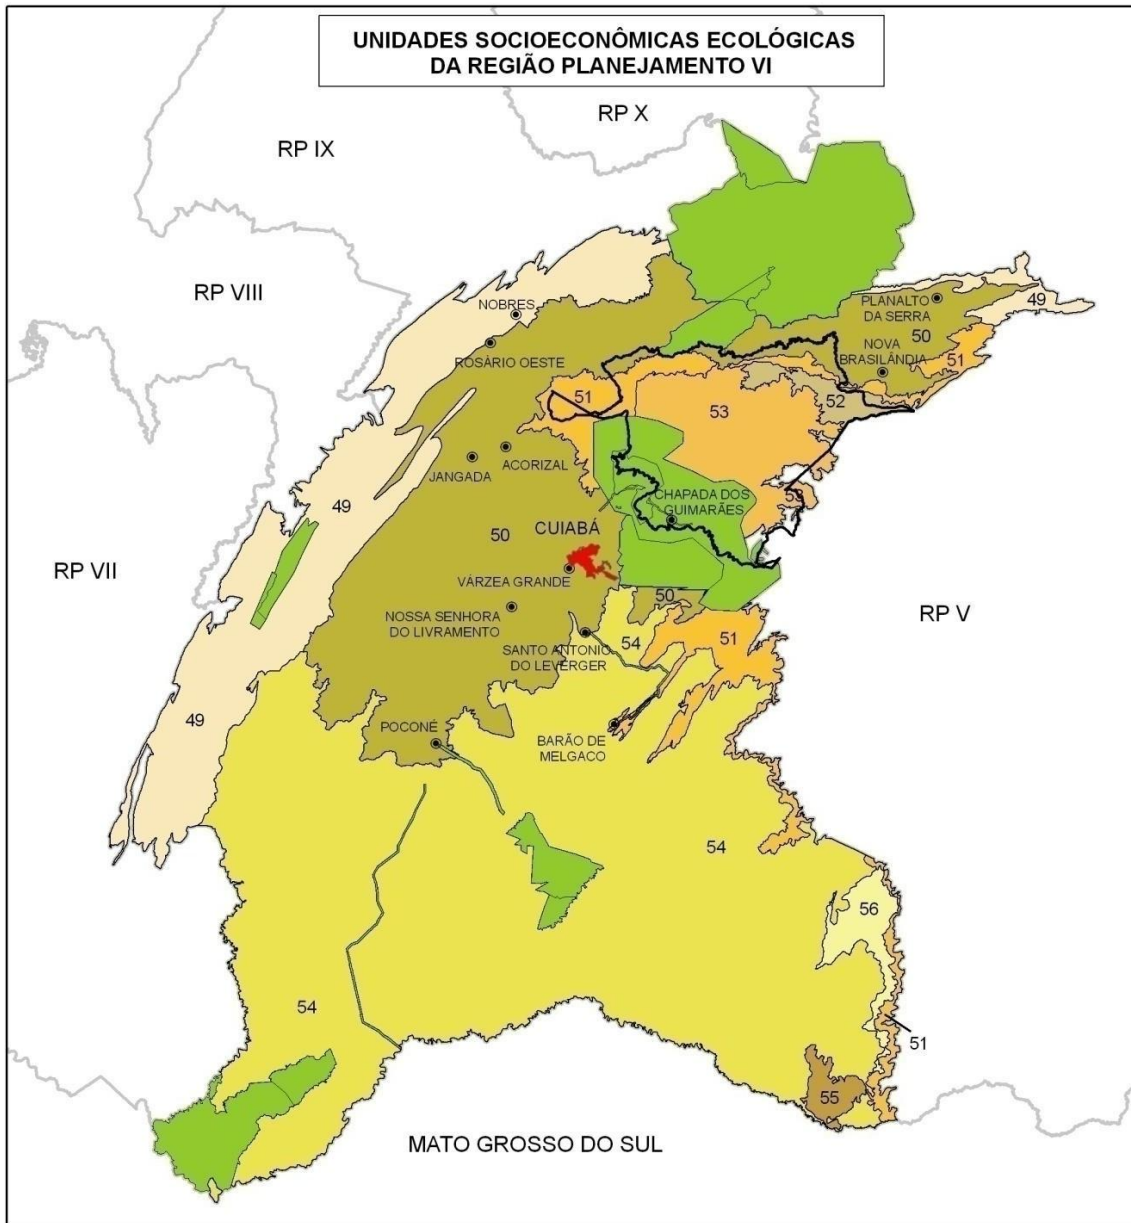 UNIDADES SOCIOECONÔMICAS ECOLÓGICAS
DA REGIÃO PLANEJAMENTO VI
RP X
RP IX
RP VIII
NOBRES
PLANALTO
DA SERRA
49
50
ROSÁRIO OESTE
NOVA
BRASILÂNDIA
51
51
53
52
ACORIZAL
JANGADA
53
CHAPADA DOS
GUIMARÃES
49
50
CUIABÁ
RP VII
VÁRZEA GRANDE
50
NOSSA SENHORA
DO LIVRAMENTO
RP V
54
51
SANTO ANTONIO
DO LEVERGER
49
POCONÉ
BARÃO DE
MELGACO
54
56
54
51
55
MATO GROSSO DO SUL